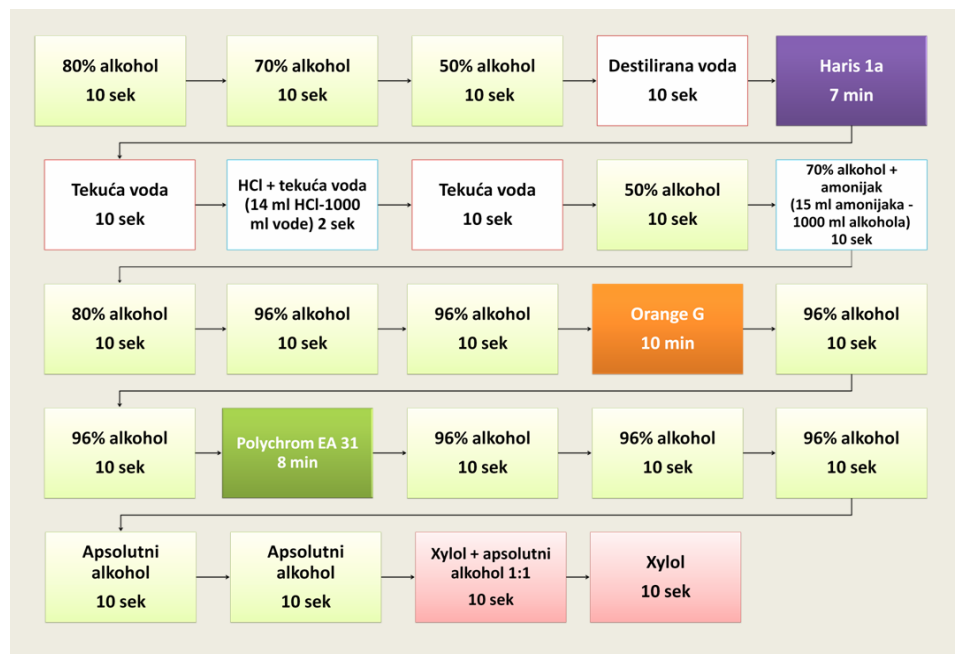 80% alkohol
10 sek
70% alkohol
10 sek
50% alkohol
10 sek
Destilirana voda
10 sek
Haris 1a
7 min
Tekuća voda
10 sek
HCl + tekuća voda
(14 ml HCl-1000
ml vode) 2 sek
Tekuća voda
10 sek
50% alkohol
10 sek
70% alkohol +
amonijak
(15 ml amonijaka -
1000 ml alkohola)
10 sek
80% alkohol
10 sek
96% alkohol
10 sek
96% alkohol
10 sek
Orange G
10 min
96% alkohol
10 sek
96% alkohol
10 sek
Polychrom EA 31
8 min
96% alkohol
10 sek
96% alkohol
10 sek
96% alkohol
10 sek
Apsolutni
alkohol
10 sek
Apsolutni
alkohol
10 sek
Xylol + apsolutni
alkohol 1:1
10 sek
Xylol
10 sek